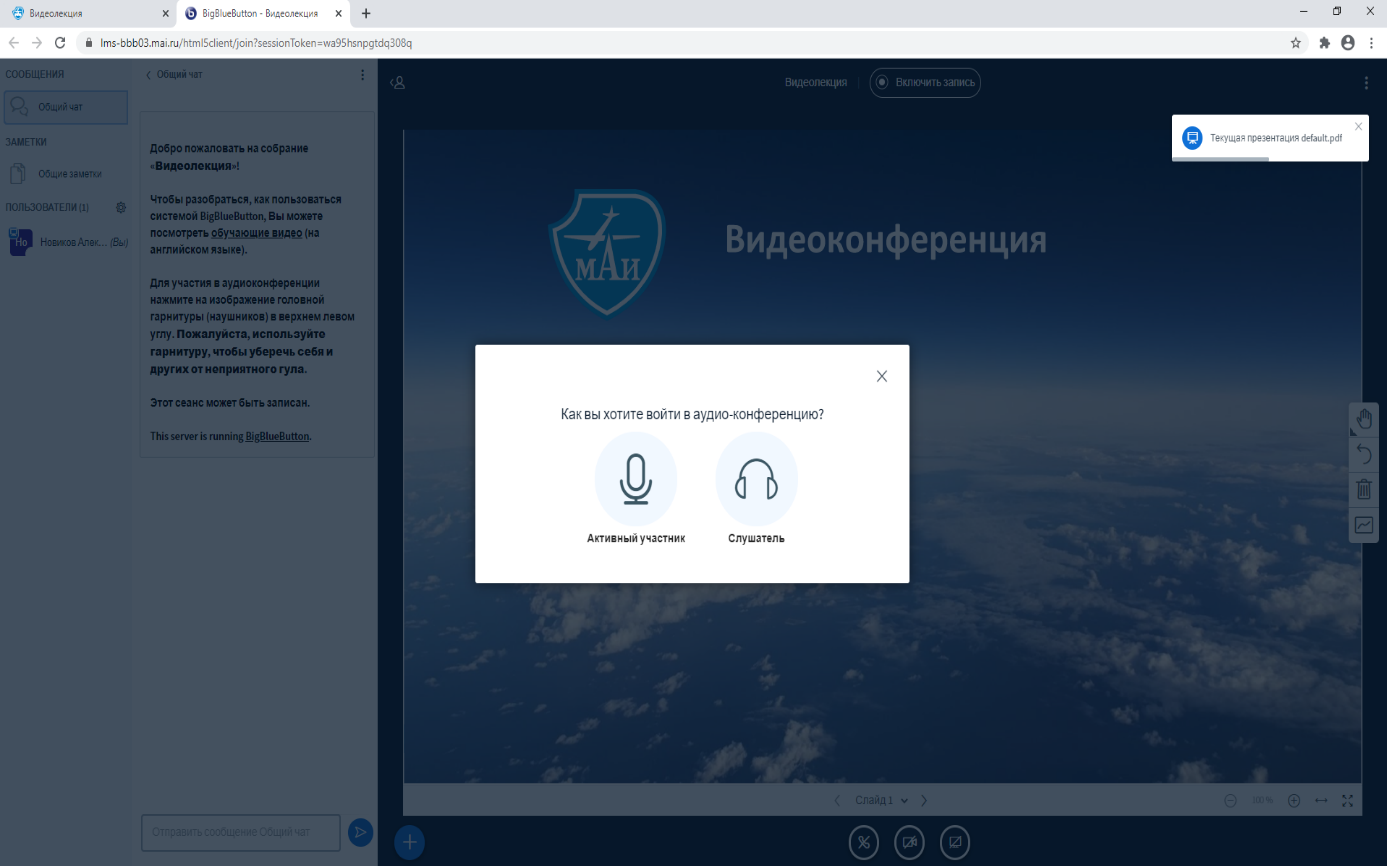 Видеолекция
BigBlueButton - Видеолекция
lms-bbb03.mai.ru/html5client/join?sessionToken=wa95hsnpgtdq308q
СООБЩЕНИЯ
Общий чат
ЗАМЕТКИ
Общие заметки
ПОЛЬЗОВАТЕЛИ (1)
Но
Новиков Алек... (Вы)
Общий чат
Добро пожаловать на собрание
«Видеолекция»!
Чтобы разобраться, как пользоваться
системой BigBlueButton, Вы можете
посмотреть обучающие видео (на
английском языке).
Для участия в аудиоконференции
нажмите на изображение головной
гарнитуры (наушников) в верхнем левом
углу. Пожалуйста, используйте
гарнитуру, чтобы уберечь себя и
других от неприятного гула.
Этот сеанс может быть записан.
This server is running BigBlueButton.
Отправить сообщение Общий чат
Видеолекция
Включить запись
Текущая презентация default.pdf
МАИ
Видеоконференция
Как вы хотите войти в аудио-конференцию?
Активный участник
Слушатель
Слайд 1
100%